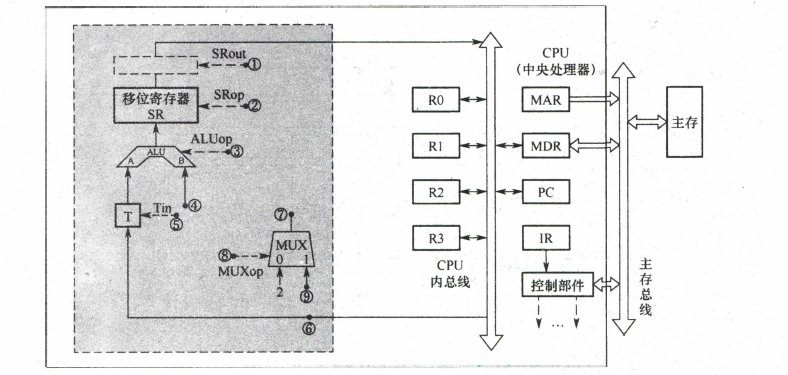 SRout
①
移位寄存器
SR
SRop
②
ALUop
③
ALU
A
B
④
T
Tin
⑤
⑦
MUX
0 1
⑧
MUXop
2
⑨
⑥
R0
R1
R2
R3
CPU
内总线
CPU
(中央处理器)
MAR
MDR
PC
IR
控制部件
…
主存总线
主存